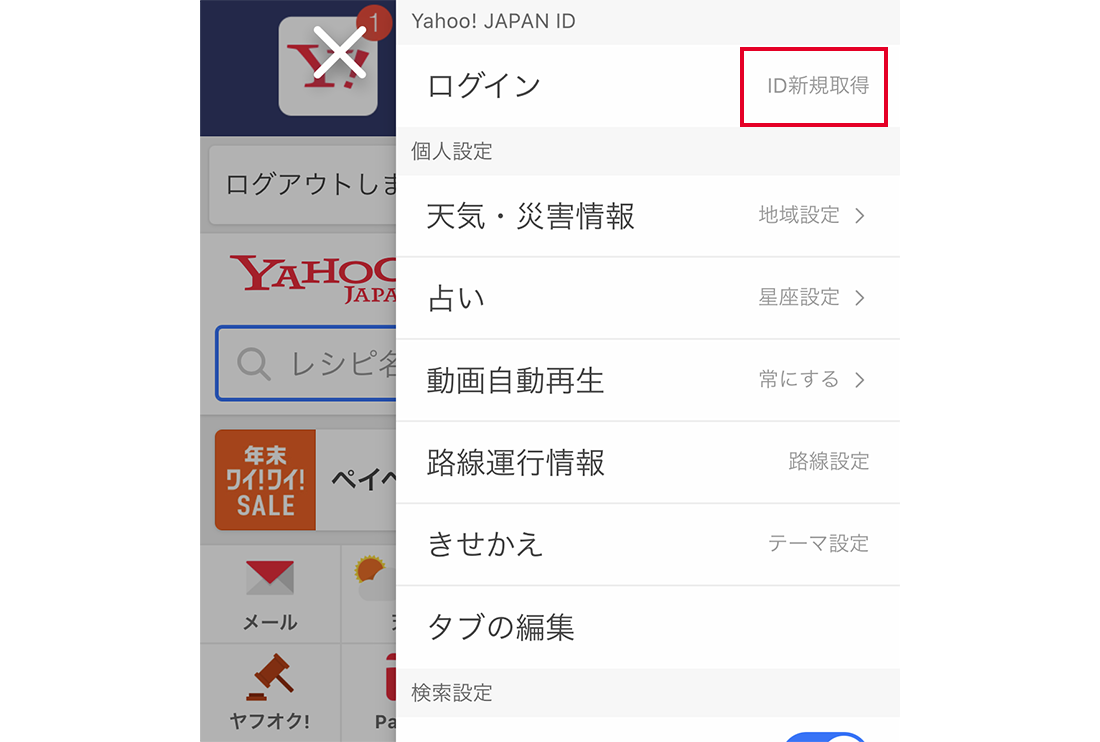 1
Y!
ログアウトしま
YAHOO
JAPA
レシピ名
年末
ワイ!ワイ!
SALE
ペイペ
メール
ヤフオク!
Pa
Yahoo! JAPAN ID
ログイン
ID新規取得
個人設定
天気・災害情報
地域設定
占い
星座設定
動画自動再生
常にする
路線運行情報
路線設定
きせかえ
テーマ設定
タブの編集
検索設定